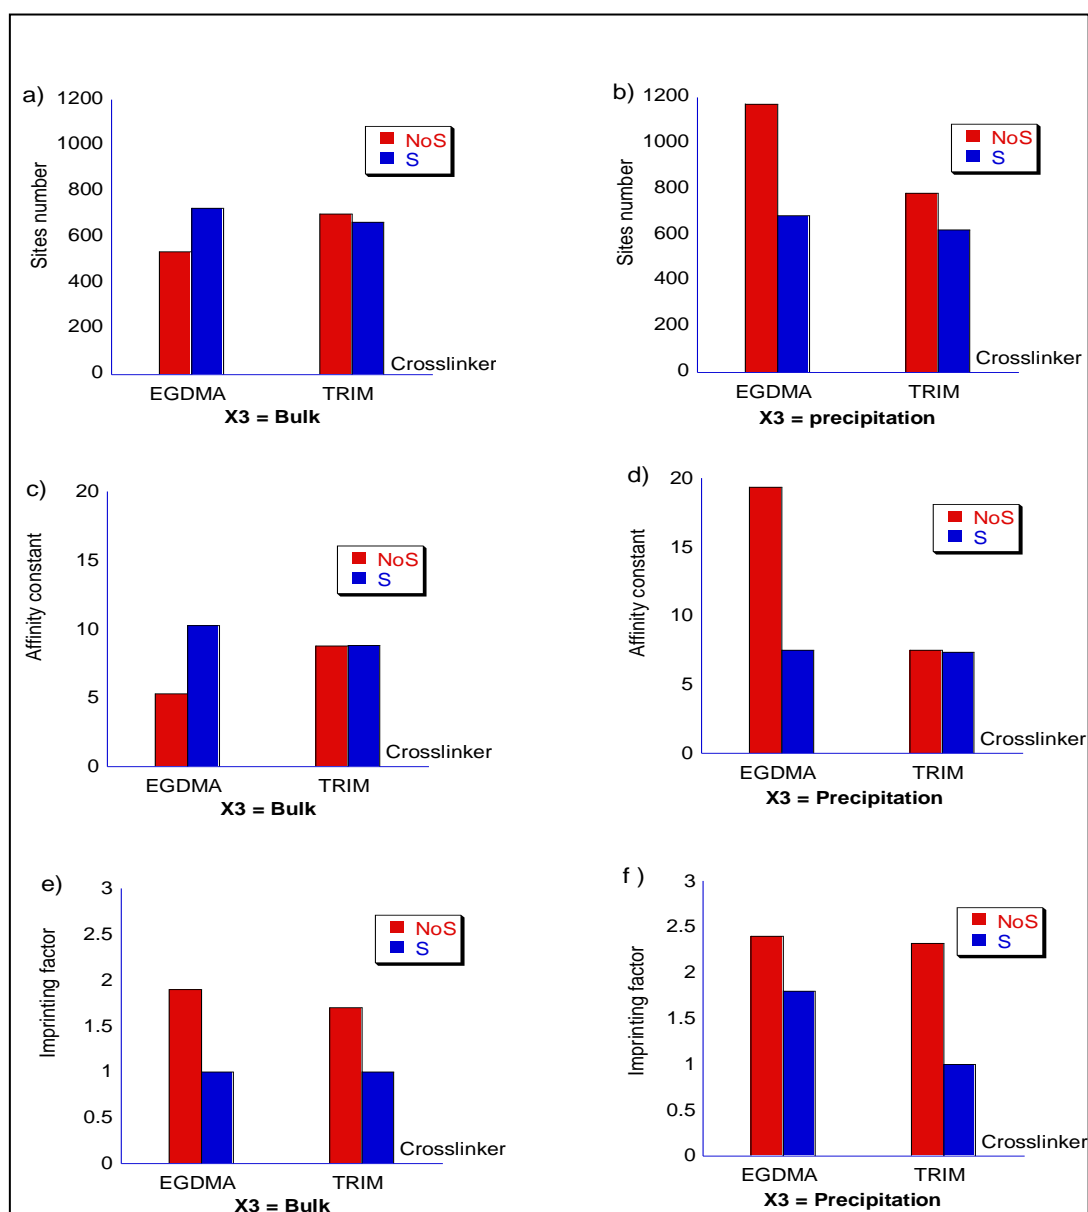 a)
1200
1000
800
600
400
200
0
Sites number
NoS
S
Crosslinker
EGDMA TRIM
X3 = Bulk
b)
1200
1000
800
600
400
200
0
Sites number
NoS
S
Crosslinker
EGDMA TRIM
X3 = precipitation
c)
20
15
10
5
0
Affinity constant
NoS
S
Crosslinker
EGDMA TRIM
X3 = Bulk
d)
20
15
10
5
0
Affinity constant
NoS
S
Crosslinker
EGDMA TRIM
X3 = Precipitation
e)
3
2.5
2
1.5
1
0.5
0
Imprinting factor
NoS
S
Crosslinker
EGDMA TRIM
X3 = Bulk
f )
3
2.5
2
1.5
1
0.5
0
Imprinting factor
NoS
S
Crosslinker
EGDMA TRIM
X3 = Precipitation